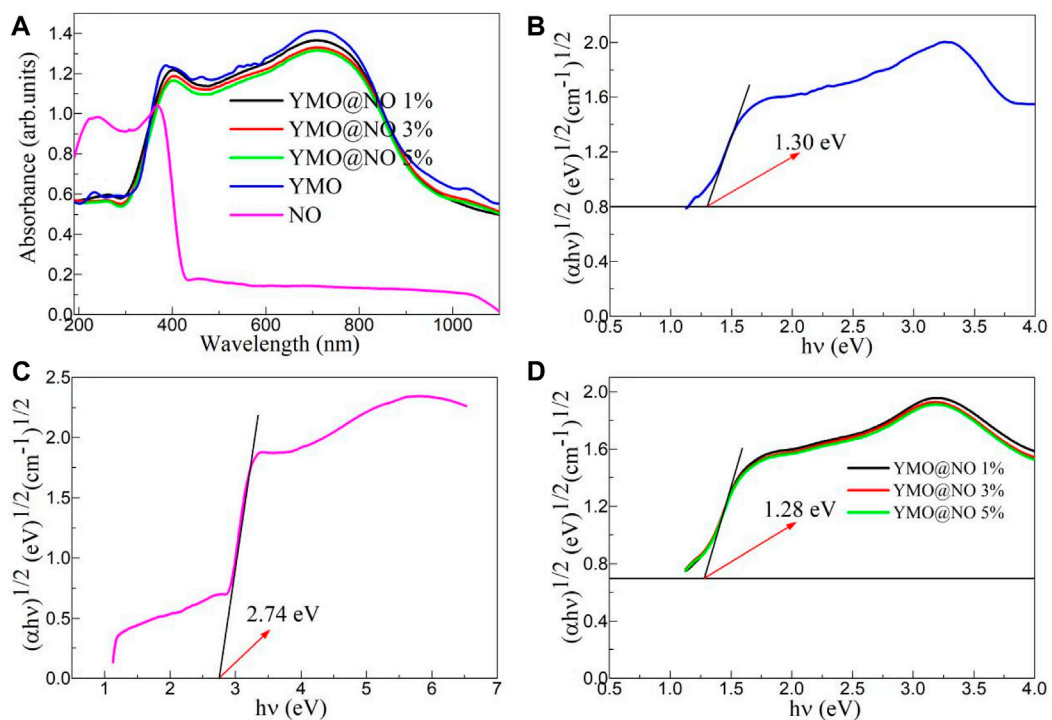 A
Absorbance (arb.units)
1.4
1.2
1.0
0.8
0.6
0.4
0.2
0.0
YMO@NO 1%
YMO@NO 3%
YMO@NO 5%
YMO
NO
200 400 600 800 1000
Wavelength (nm)
B
(αhν)1/2 (eV)1/2(cm-1)1/2
2.0
1.6
1.2
0.8
0.4
0.0
1.30 eV
0.5 1.0 1.5 2.0 2.5 3.0 3.5 4.0
hν (eV)
C
(αhν)1/2 (eV)1/2(cm-1)1/2
2.5
2.0
1.5
1.0
0.5
0.0
2.74 eV
0 1 2 3 4 5 6 7
hν (eV)
D
(αhν)1/2 (eV)1/2(cm-1)1/2
2.0
1.6
1.2
0.8
0.4
0.0
YMO@NO 1%
YMO@NO 3%
YMO@NO 5%
1.28 eV
0.5 1.0 1.5 2.0 2.5 3.0 3.5 4.0
hν (eV)